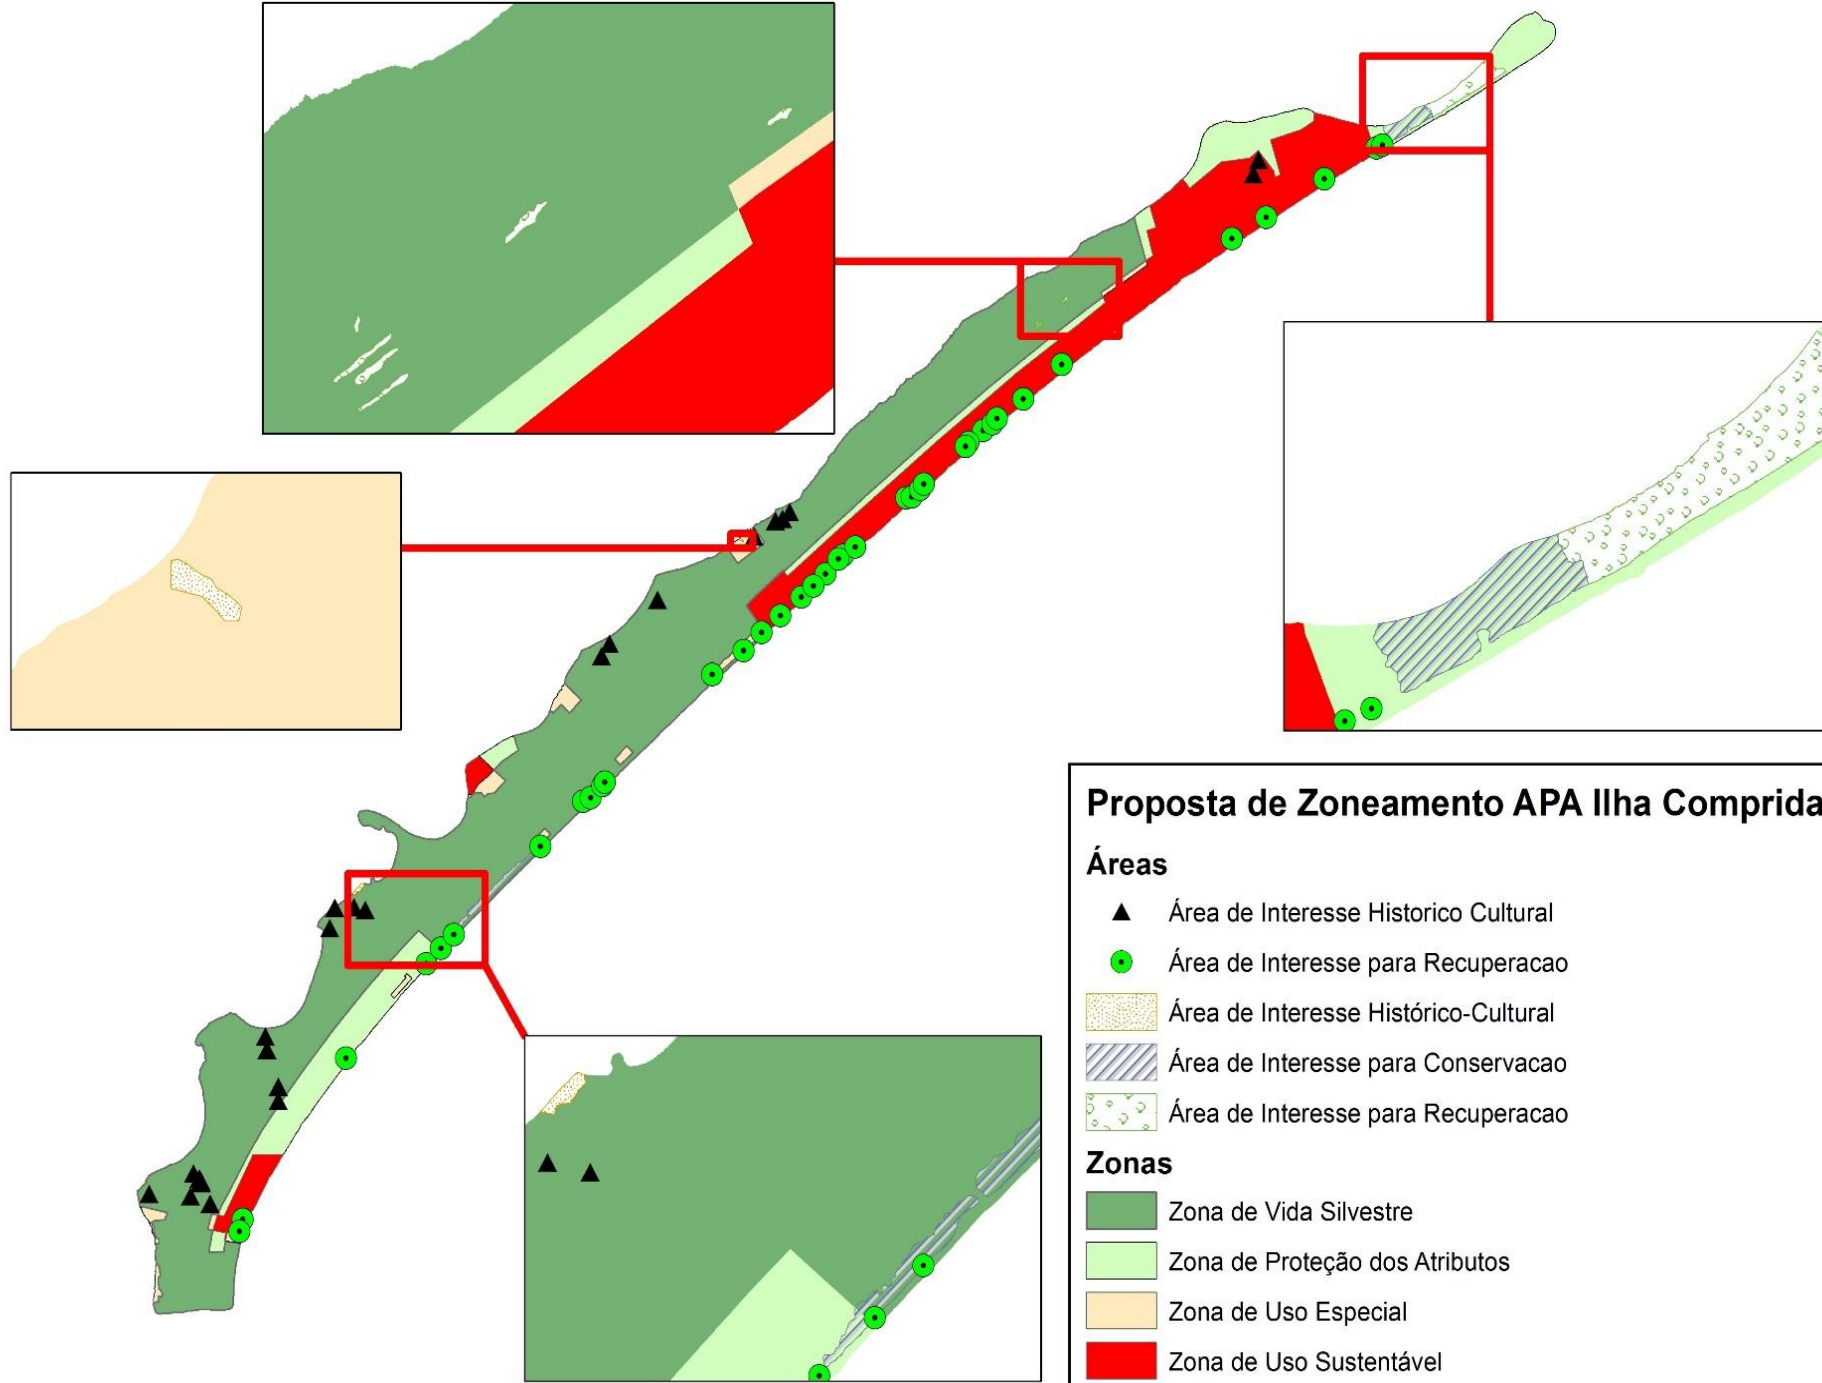 Proposta de Zoneamento APA Ilha Comprida
Áreas
Área de Interesse Historico Cultural
Área de Interesse para Recuperacao
Área de Interesse Histórico-Cultural
Área de Interesse para Conservacao
Área de Interesse para Recuperacao
Zonas
Zona de Vida Silvestre
Zona de Proteção dos Atributos
Zona de Uso Especial
Zona de Uso Sustentável